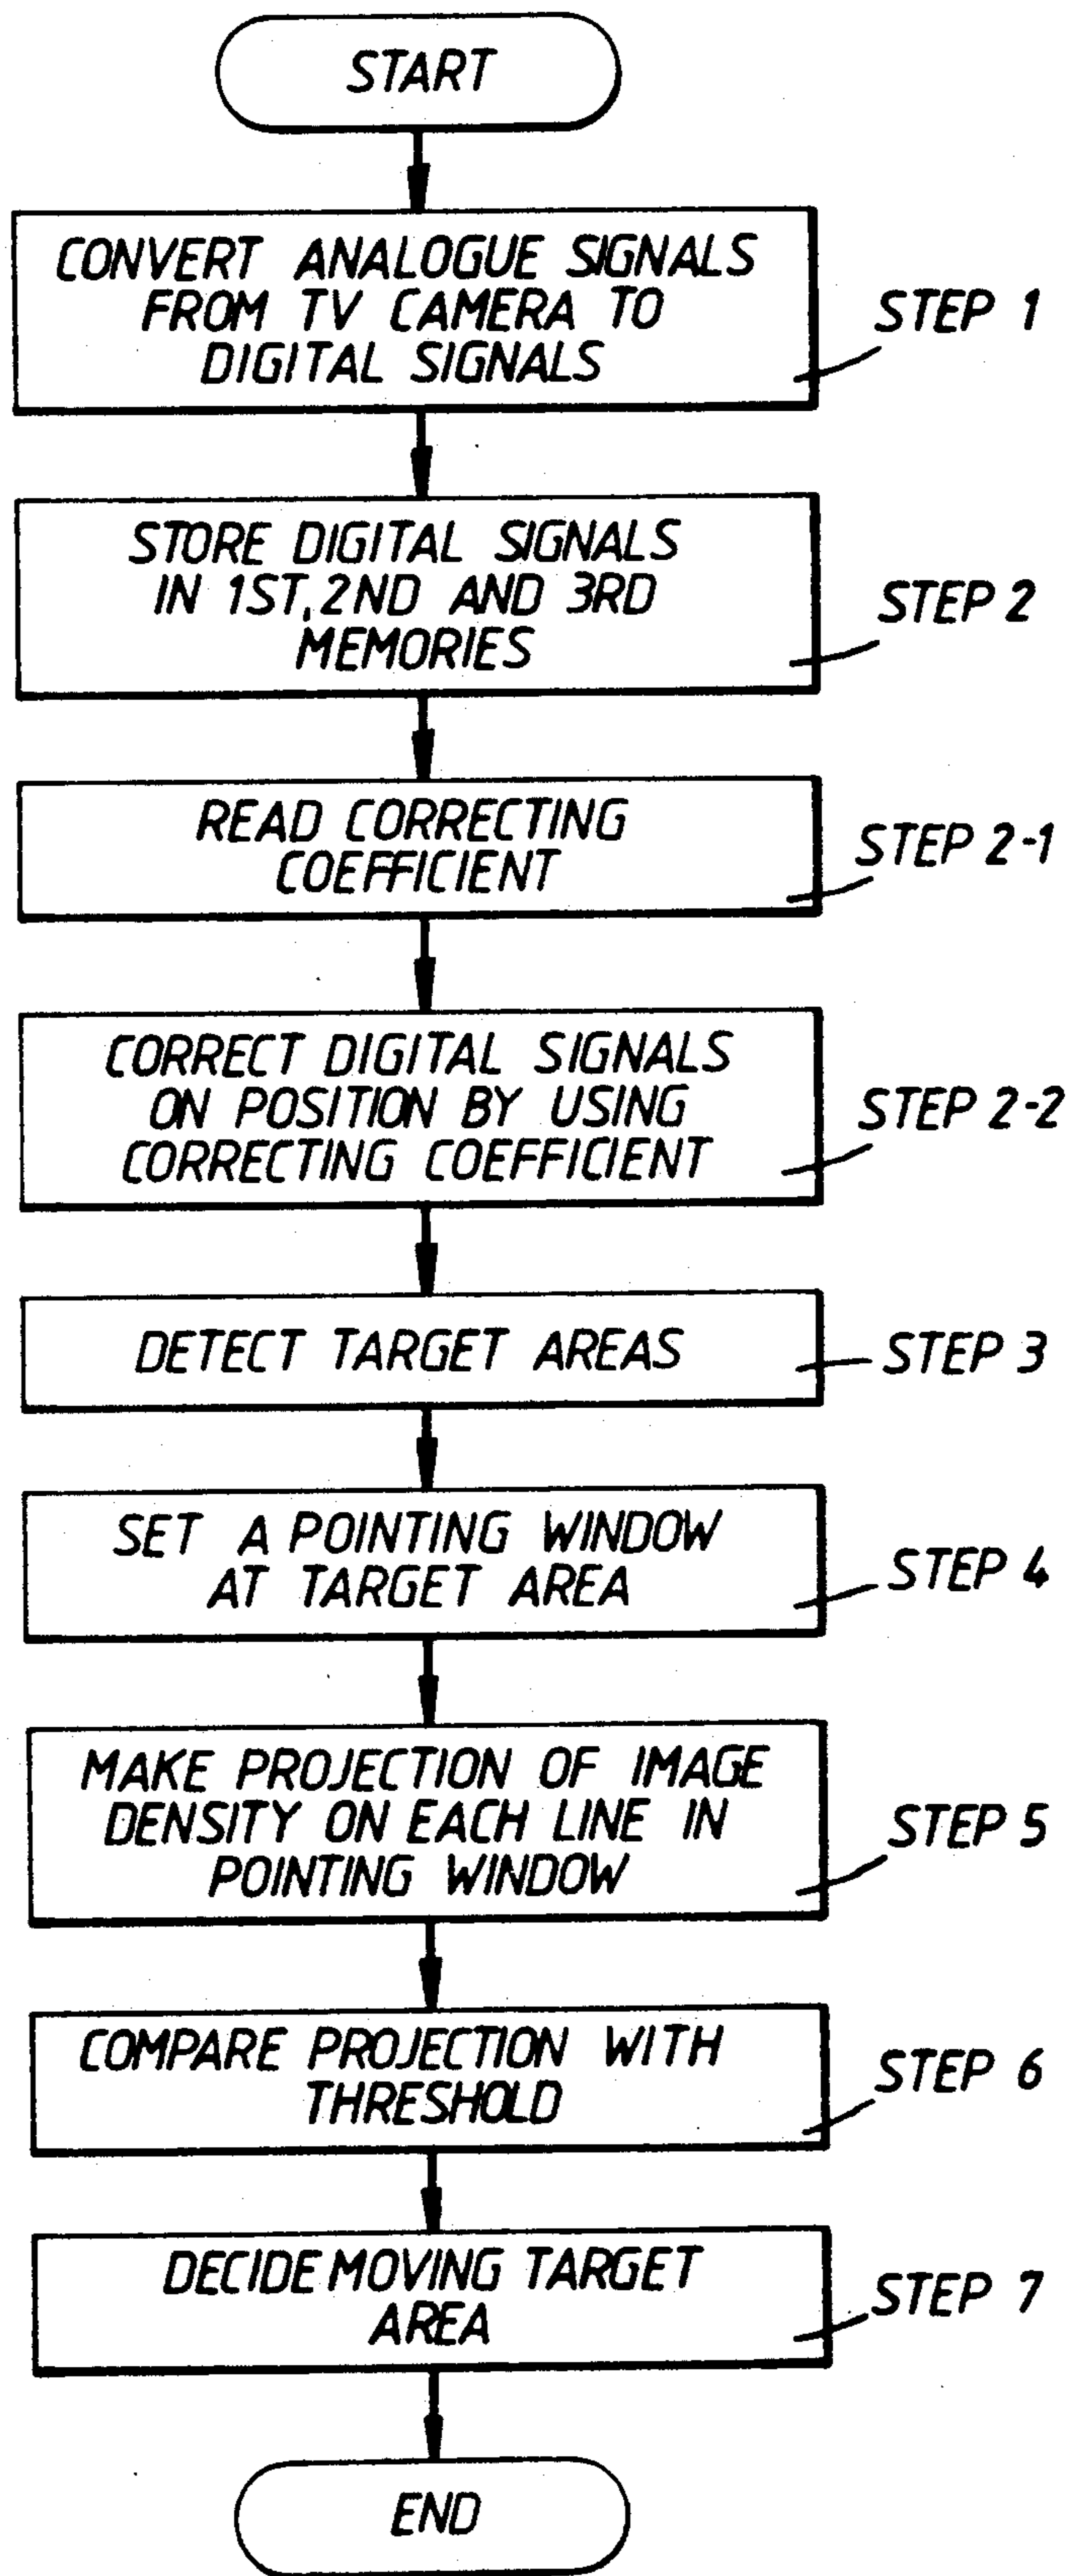 START
CONVERT ANALOGUE SIGNALS
FROM TV CAMERA TO
DIGITAL SIGNALS
STEP 1
STORE DIGITAL SIGNALS
IN 1ST, 2ND AND 3RD
MEMORIES
STEP 2
READ CORRECTING
COEFFICIENT
STEP 2-1
CORRECT DIGITAL SIGNALS
ON POSITION BY USING
CORRECTING COEFFICIENT
STEP 2-2
DETECT TARGET AREAS
STEP 3
SET A POINTING WINDOW
AT TARGET AREA
STEP 4
MAKE PROJECTION OF IMAGE
DENSITY ON EACH LINE IN
POINTING WINDOW
STEP 5
COMPARE PROJECTION WITH
THRESHOLD
STEP 6
DECIDE MOVING TARGET
AREA
STEP 7
END